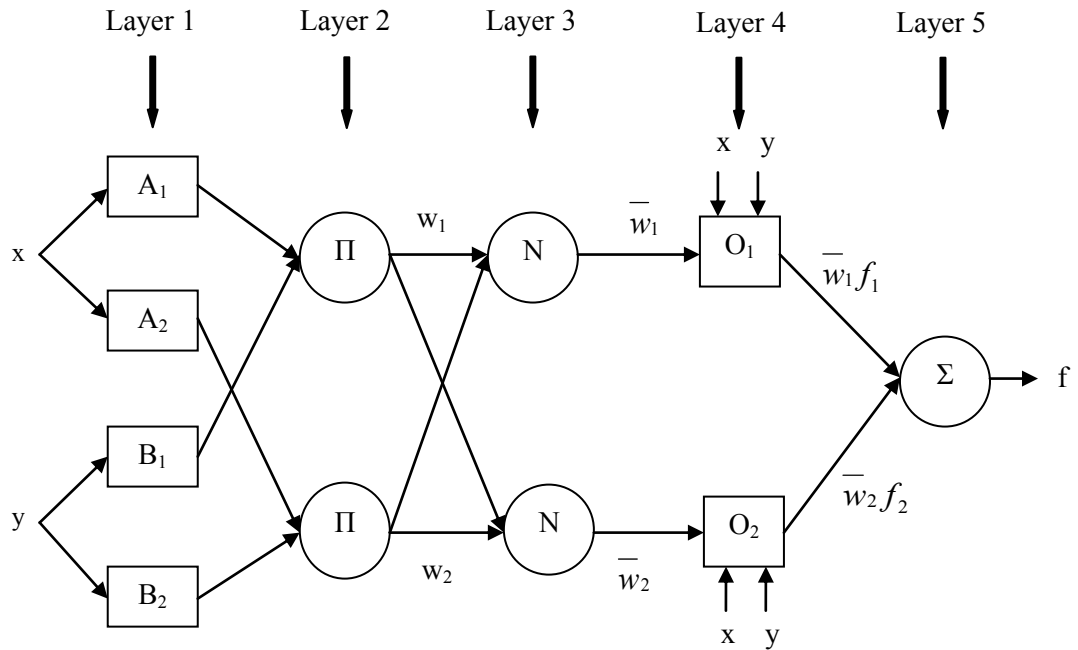 Layer 1 Layer 2 Layer 3 Layer 4 Layer 5
x y
A₁
w₁
w̅₁
Π N O₁
x
w̅₁f₁
A₂
Σ f
B₁
w̅₂f₂
y Π N O₂
w₂ w̅₂
B₂
x y